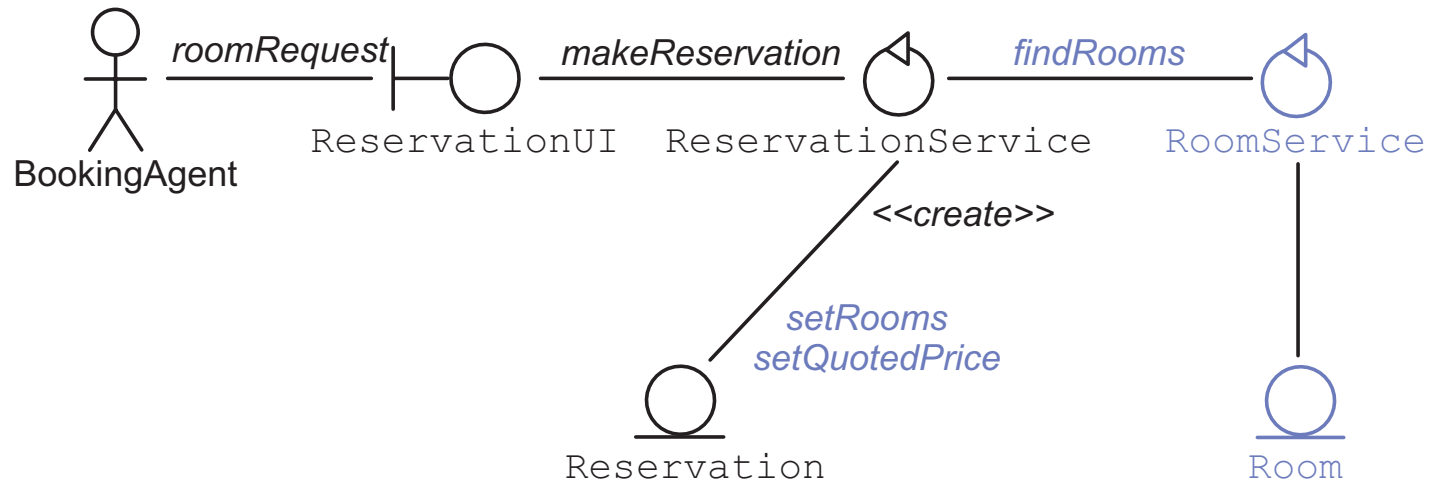 roomRequest
makeReservation
findRooms
ReservationUI
ReservationService
RoomService
BookingAgent
<<create>>
setRooms
setQuotedPrice
Reservation
Room